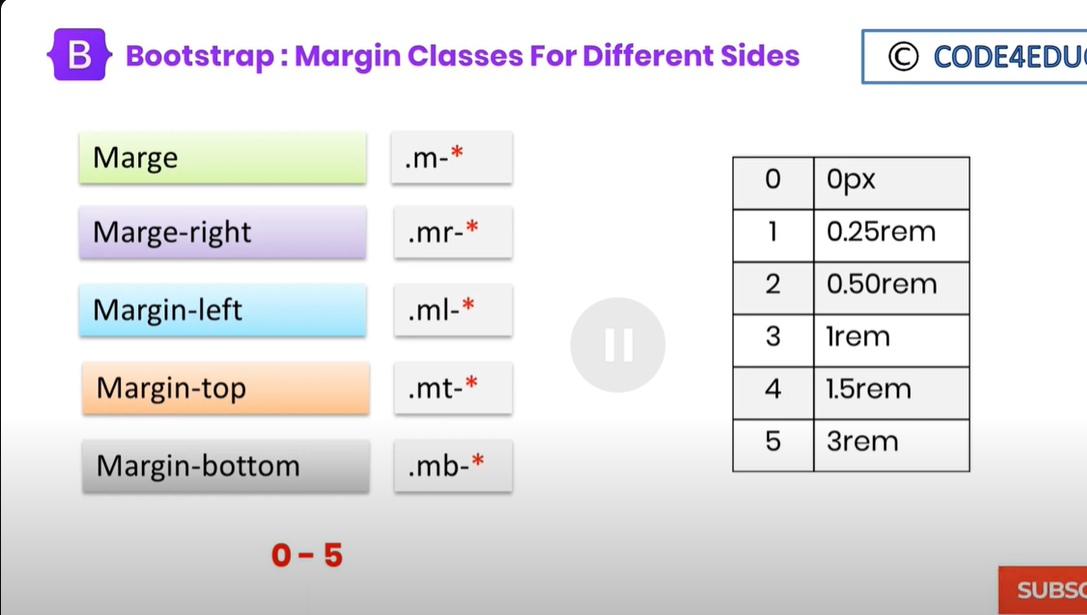 B Bootstrap : Margin Classes For Different Sides
© CODE4EDU
Marge .m-*
Marge-right .mr-*
Margin-left .ml-*
Margin-top .mt-*
Margin-bottom .mb-*
0 - 5
0 0px
1 0.25rem
2 0.50rem
3 1rem
4 1.5rem
5 3rem
SUBS